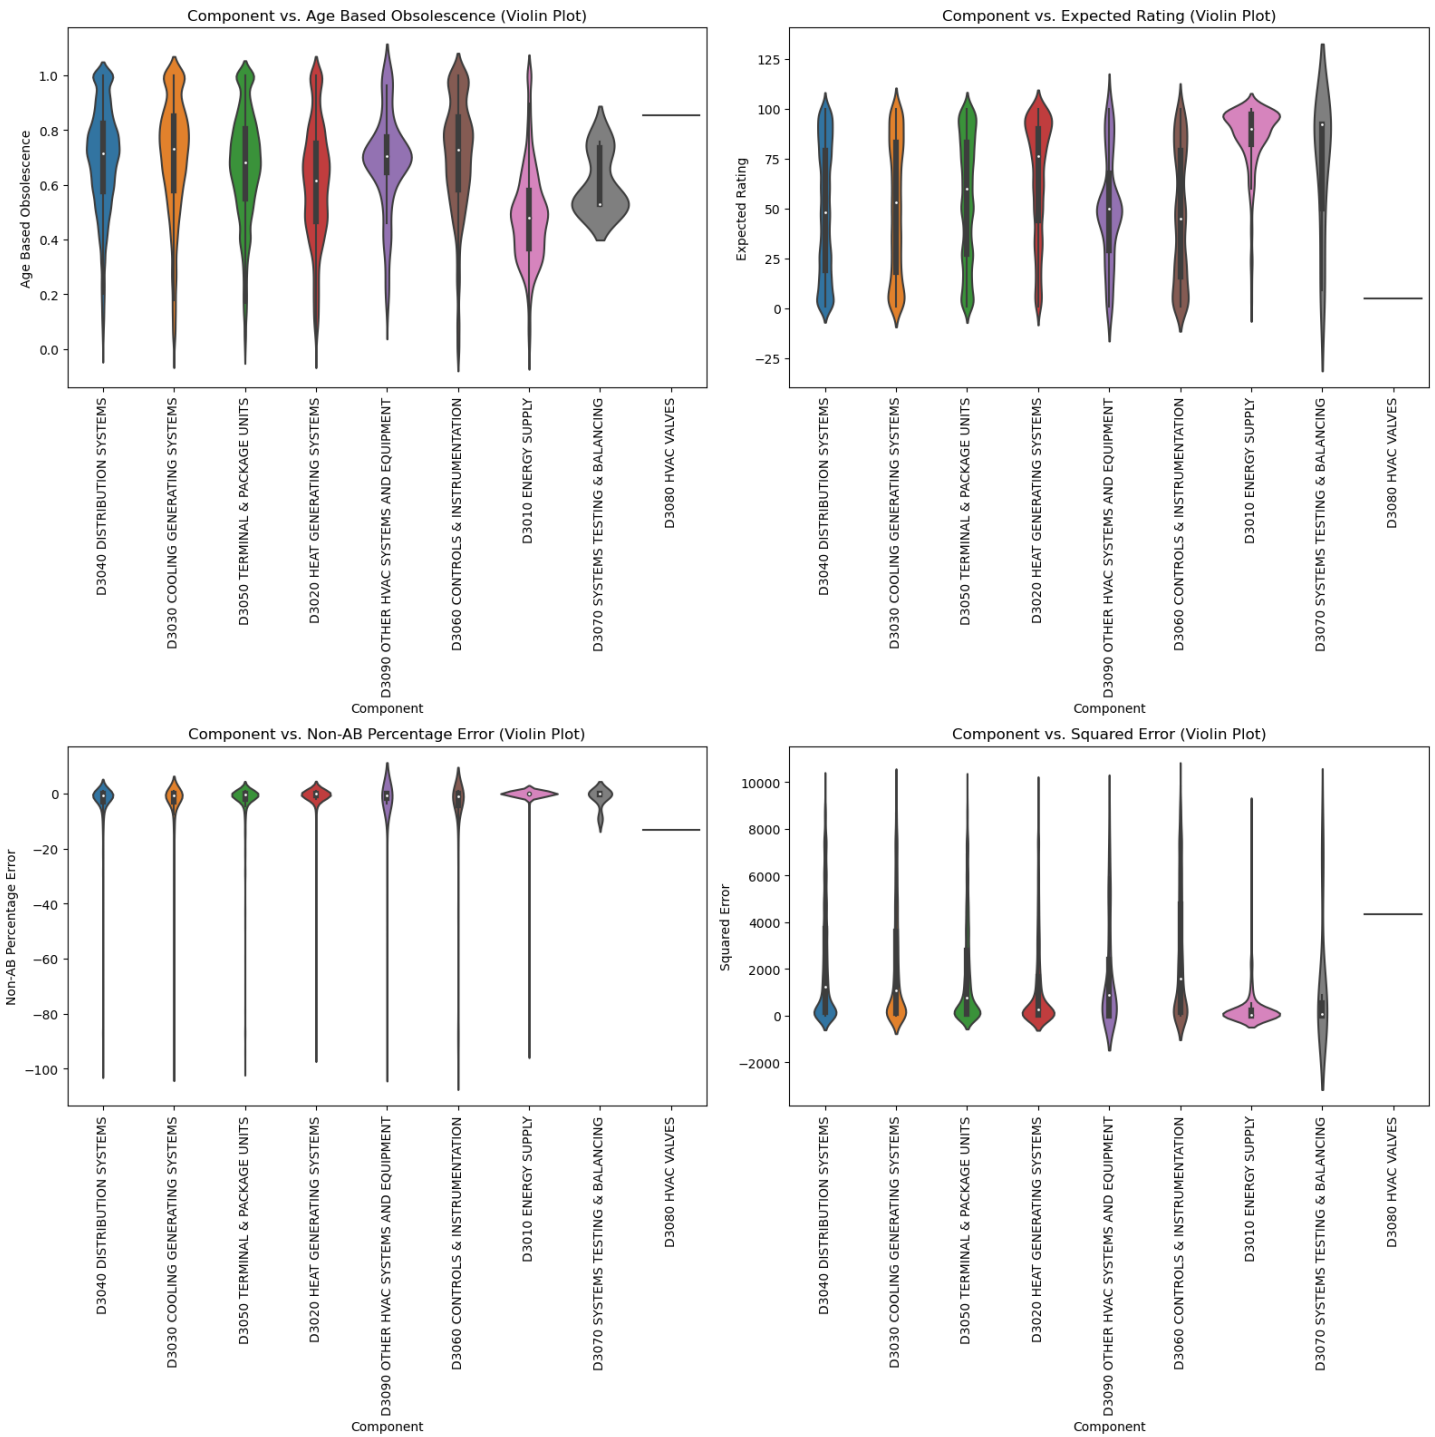 Component vs. Age Based Obsolescence (Violin Plot)
1.0
0.8
0.6
0.4
0.2
0.0
Age Based Obsolescence
D3040 DISTRIBUTION SYSTEMS
D3030 COOLING GENERATING SYSTEMS
D3050 TERMINAL & PACKAGE UNITS
D3020 HEAT GENERATING SYSTEMS
D3090 OTHER HVAC SYSTEMS AND EQUIPMENT
D3060 CONTROLS & INSTRUMENTATION
D3010 ENERGY SUPPLY
D3070 SYSTEMS TESTING & BALANCING
D3080 HVAC VALVES
Component
Component vs. Expected Rating (Violin Plot)
125
100
75
50
25
0
−25
Expected Rating
D3040 DISTRIBUTION SYSTEMS
D3030 COOLING GENERATING SYSTEMS
D3050 TERMINAL & PACKAGE UNITS
D3020 HEAT GENERATING SYSTEMS
D3090 OTHER HVAC SYSTEMS AND EQUIPMENT
D3060 CONTROLS & INSTRUMENTATION
D3010 ENERGY SUPPLY
D3070 SYSTEMS TESTING & BALANCING
D3080 HVAC VALVES
Component
Component vs. Non-AB Percentage Error (Violin Plot)
0
−20
−40
−60
−80
−100
Non-AB Percentage Error
D3040 DISTRIBUTION SYSTEMS
D3030 COOLING GENERATING SYSTEMS
D3050 TERMINAL & PACKAGE UNITS
D3020 HEAT GENERATING SYSTEMS
D3090 OTHER HVAC SYSTEMS AND EQUIPMENT
D3060 CONTROLS & INSTRUMENTATION
D3010 ENERGY SUPPLY
D3070 SYSTEMS TESTING & BALANCING
D3080 HVAC VALVES
Component
Component vs. Squared Error (Violin Plot)
10000
8000
6000
4000
2000
0
−2000
Squared Error
D3040 DISTRIBUTION SYSTEMS
D3030 COOLING GENERATING SYSTEMS
D3050 TERMINAL & PACKAGE UNITS
D3020 HEAT GENERATING SYSTEMS
D3090 OTHER HVAC SYSTEMS AND EQUIPMENT
D3060 CONTROLS & INSTRUMENTATION
D3010 ENERGY SUPPLY
D3070 SYSTEMS TESTING & BALANCING
D3080 HVAC VALVES
Component